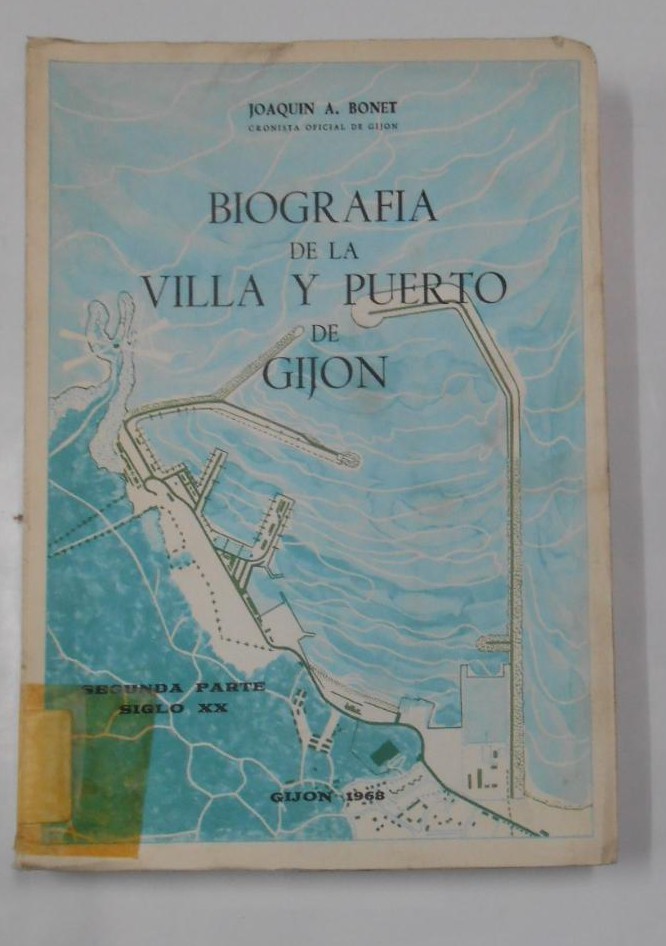 JOAQUIN A. BONET
CRONISTA OFICIAL DE GIJON
BIOGRAFIA
DE LA
VILLA Y PUERTO
DE
GIJON
SEGUNDA PARTE
SIGLO XX
GIJON 1968